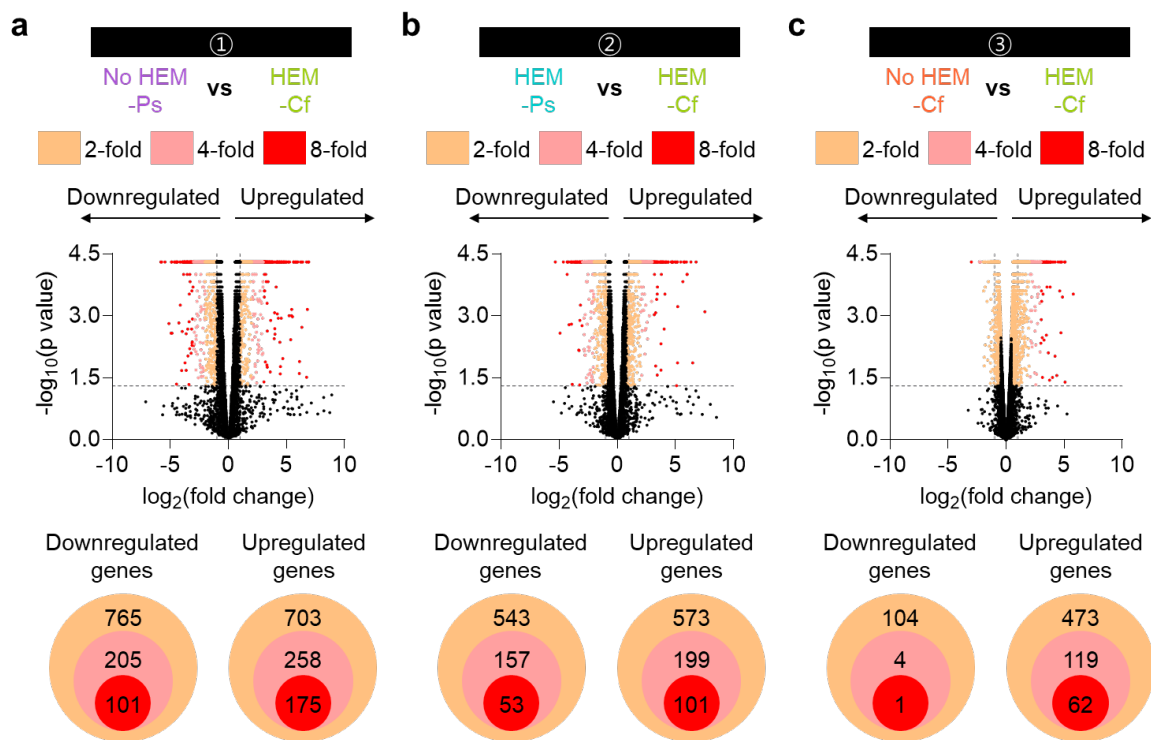 a
①
No HEM
-Ps
vs
HEM
-Cf
2-fold 4-fold 8-fold
Downregulated Upregulated
4.5
3.0
1.5
0.0
-log10(p value)
-10 -5 0 5 10
log2(fold change)
Downregulated
genes
Upregulated
genes
765
205
101
703
258
175
b
②
HEM
-Ps
vs
HEM
-Cf
2-fold 4-fold 8-fold
Downregulated Upregulated
4.5
3.0
1.5
0.0
-log10(p value)
-10 -5 0 5 10
log2(fold change)
Downregulated
genes
Upregulated
genes
543
157
53
573
199
101
c
③
No HEM
-Cf
vs
HEM
-Cf
2-fold 4-fold 8-fold
Downregulated Upregulated
4.5
3.0
1.5
0.0
-log10(p value)
-10 -5 0 5 10
log2(fold change)
Downregulated
genes
Upregulated
genes
104
4
1
473
119
62